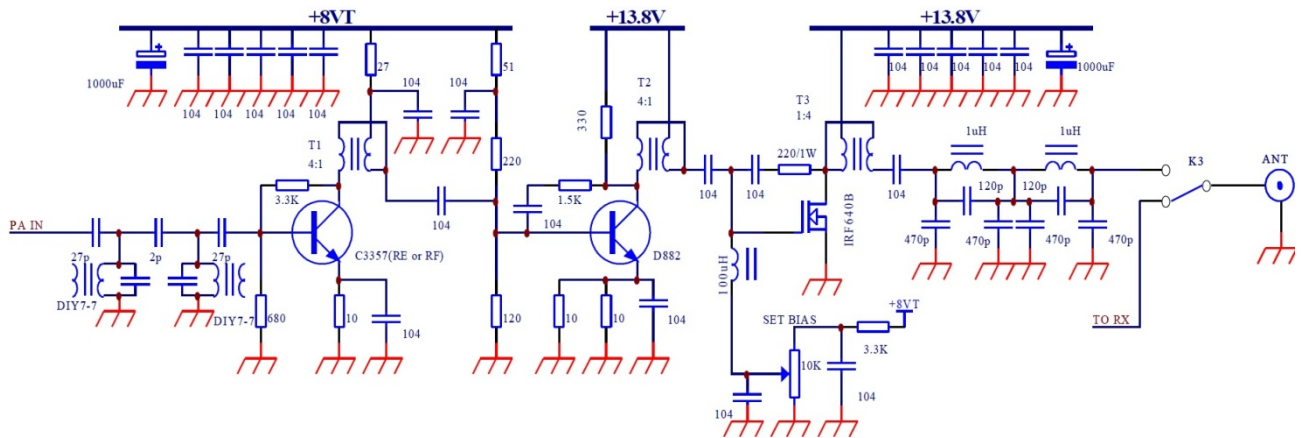 +8VT
+13.8V
+13.8V
1000uF
104
104
104
104
104
27
104
51
104
T1
4:1
220
3.3K
104
PA IN
27p
2p
27p
DIY7-7
DIY7-7
680
C3357(RE or RF)
10
104
120
330
T2
4:1
1.5K
D882
10
10
104
104
104
220/1W
T3
1:4
IRF640B
100uH
SET BIAS
+8VT
3.3K
10K
104
104
104
104
104
104
104
1000uF
104
1uH
1uH
120p
120p
470p
470p
470p
470p
K3
ANT
TO RX